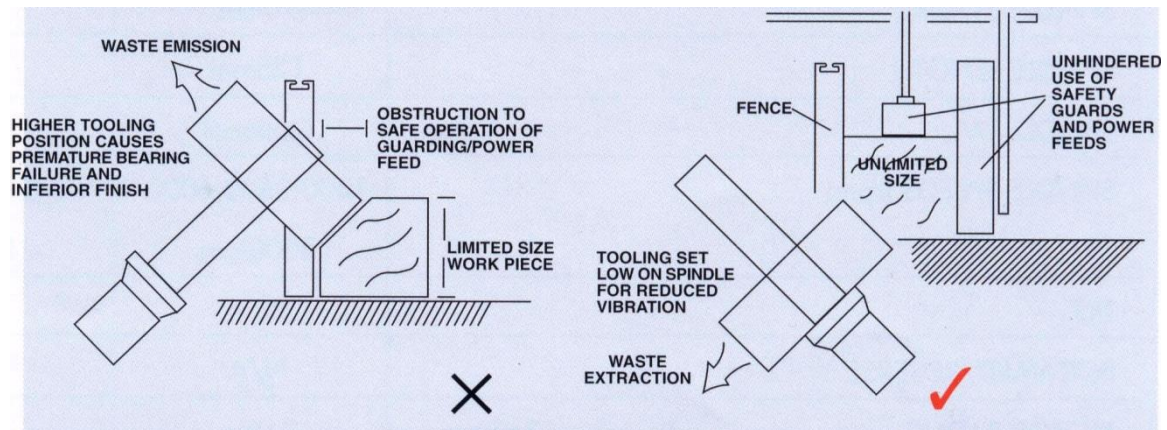 WASTE EMISSION
HIGHER TOOLING
POSITION CAUSES
PREMATURE BEARING
FAILURE AND
INFERIOR FINISH
OBSTRUCTION TO
SAFE OPERATION OF
GUARDING/POWER
FEED
LIMITED SIZE
WORK PIECE
FENCE
UNHINDERED
USE OF
SAFETY
GUARDS
AND POWER
FEEDS
UNLIMITED
SIZE
TOOLING SET
LOW ON SPINDLE
FOR REDUCED
VIBRATION
WASTE
EXTRACTION